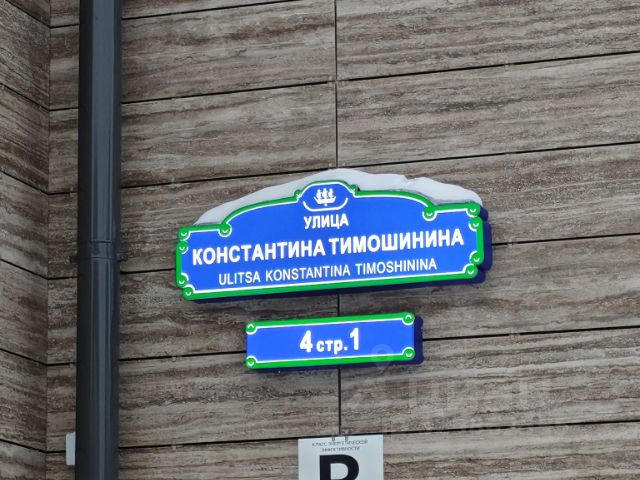 УЛИЦА
КОНСТАНТИНА ТИМОШИНИНА
ULITSA KONSTANTINA TIMOSHININA
4 стр.1
КЛАСС ЭНЕРГЕТИЧЕСКОЙ
ЭФФЕКТИВНОСТИ